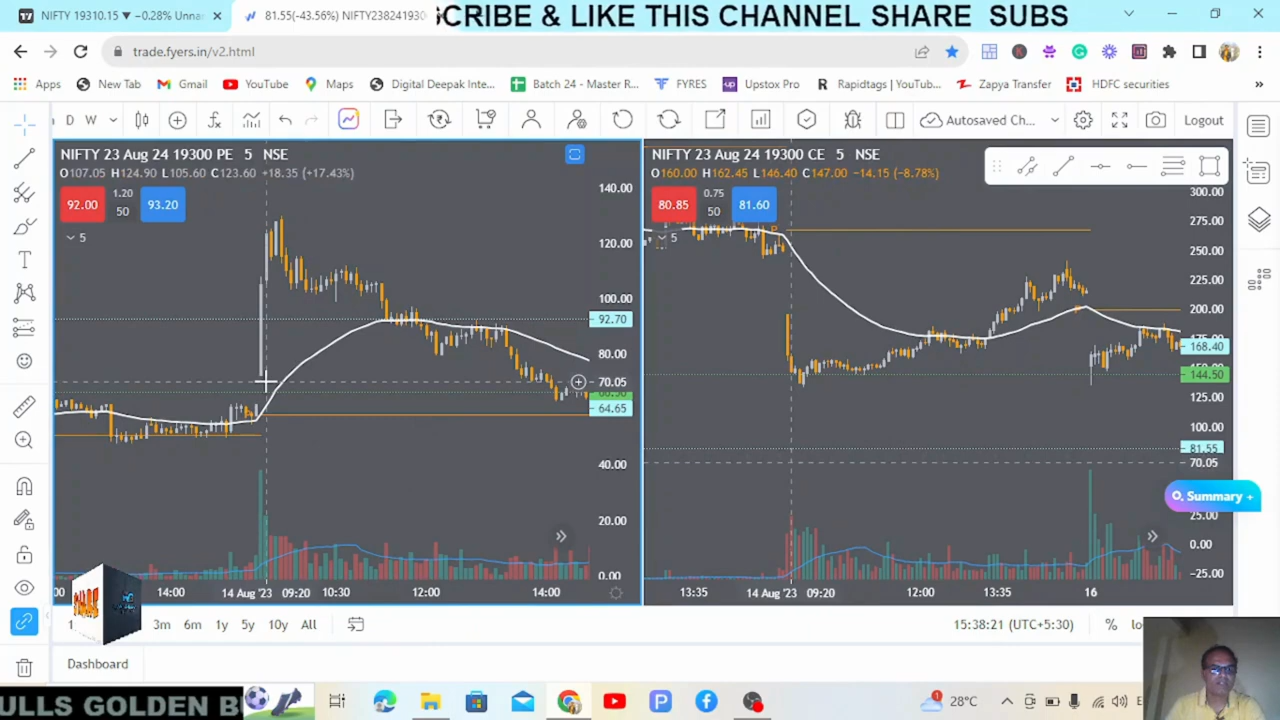 NIFTY 19310.15 ▼ −0.28% Unna
81.55(-43.56%) NIFTY238241930
SCRIBE & LIKE THIS CHANNEL SHARE SUBS
trade.fyers.in/v2.html
Apps
New Tab
Gmail
YouTube
Maps
Digital Deepak Inte...
Batch 24 - Master R...
FYRES
Upstox Pro
Rapidtags | YouTub...
Zapya Transfer
HDFC securities
»
D W
Autosaved Ch...
Logout
NIFTY 23 Aug 24 19300 PE 5 NSE
O107.05 H124.90 L105.60 C123.60 +18.35 (+17.43%)
92.00
1.20
50
93.20
5
140.00
120.00
100.00
92.70
80.00
70.05
64.65
40.00
20.00
0.00
00
14:00
14 Aug '23
09:20
10:30
12:00
14:00
NIFTY 23 Aug 24 19300 CE 5 NSE
O160.00 H162.45 L146.40 C147.00 −14.15 (−8.78%)
80.85
0.75
50
81.60
5
300.00
275.00
250.00
225.00
200.00
168.40
144.50
125.00
100.00
81.55
70.05
Summary +
25.00
0.00
−25.00
13:35
14 Aug '23
09:20
12:00
13:35
16
3m 6m 1y 5y 10y All
15:38:21 (UTC+5:30)
%
Dashboard
ULLS GOLDEN B
28°C